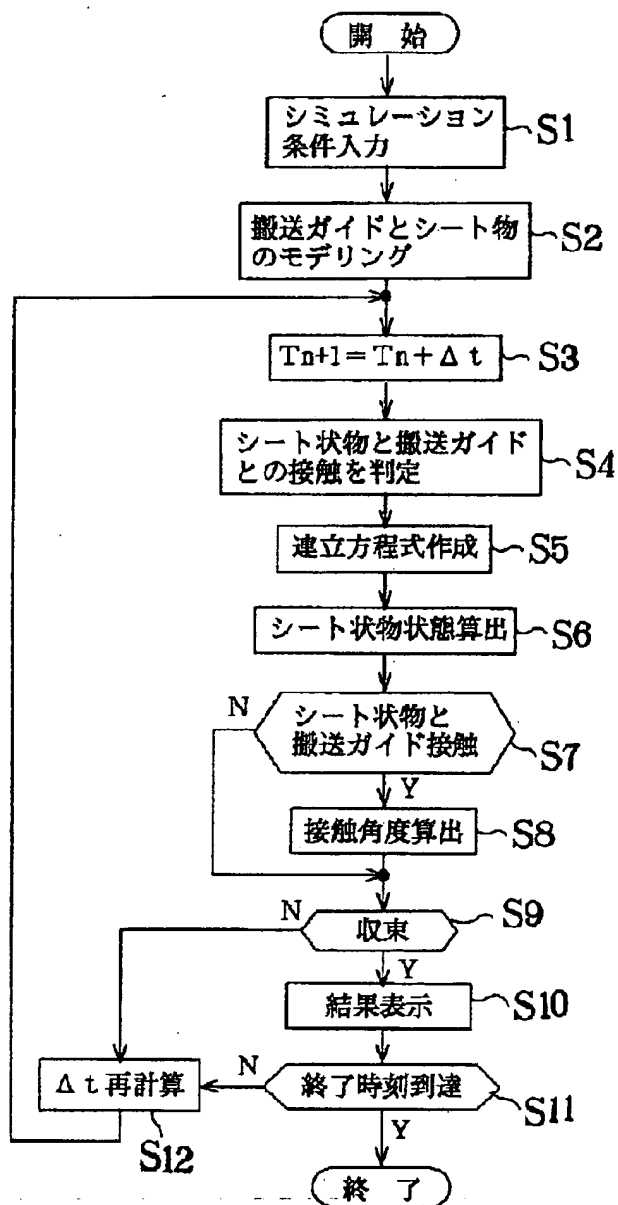 開 始
シミュレーション
条件入力
S1
搬送ガイドとシート物
のモデリング
S2
Tn+1=Tn+Δt
S3
シート状物と搬送ガイド
との接触を判定
S4
連立方程式作成
S5
シート状物状態算出
S6
N
シート状物と
搬送ガイド接触
S7
Y
接触角度算出
S8
N
収束
S9
Y
結果表示
S10
Δt再計算
S12
N
終了時刻到達
S11
Y
終 了